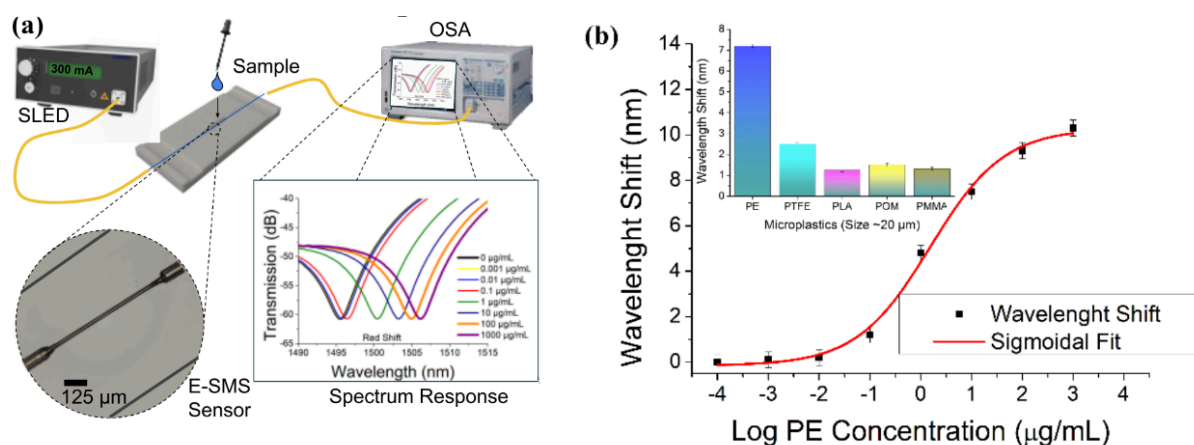 (a)
300 mA
SLED
Sample
OSA
125 µm
E-SMS
Sensor
Transmission (dB)
-40
-45
-50
-55
-60
-65
0 µg/mL
0.001 µg/mL
0.01 µg/mL
0.1 µg/mL
1 µg/mL
10 µg/mL
100 µg/mL
1000 µg/mL
Red Shift
1490 1495 1500 1505 1510 1515
Wavelength (nm)
Spectrum Response
(b)
Wavelenght Shift (nm)
14
12
10
8
6
4
2
0
Wavelength Shift (nm)
8
7
6
5
4
3
2
1
0
PE PTFE PLA POM PMMA
Microplastics (Size ~20 µm)
Wavelenght Shift
Sigmoidal Fit
-4 -3 -2 -1 0 1 2 3 4
Log PE Concentration (µg/mL)